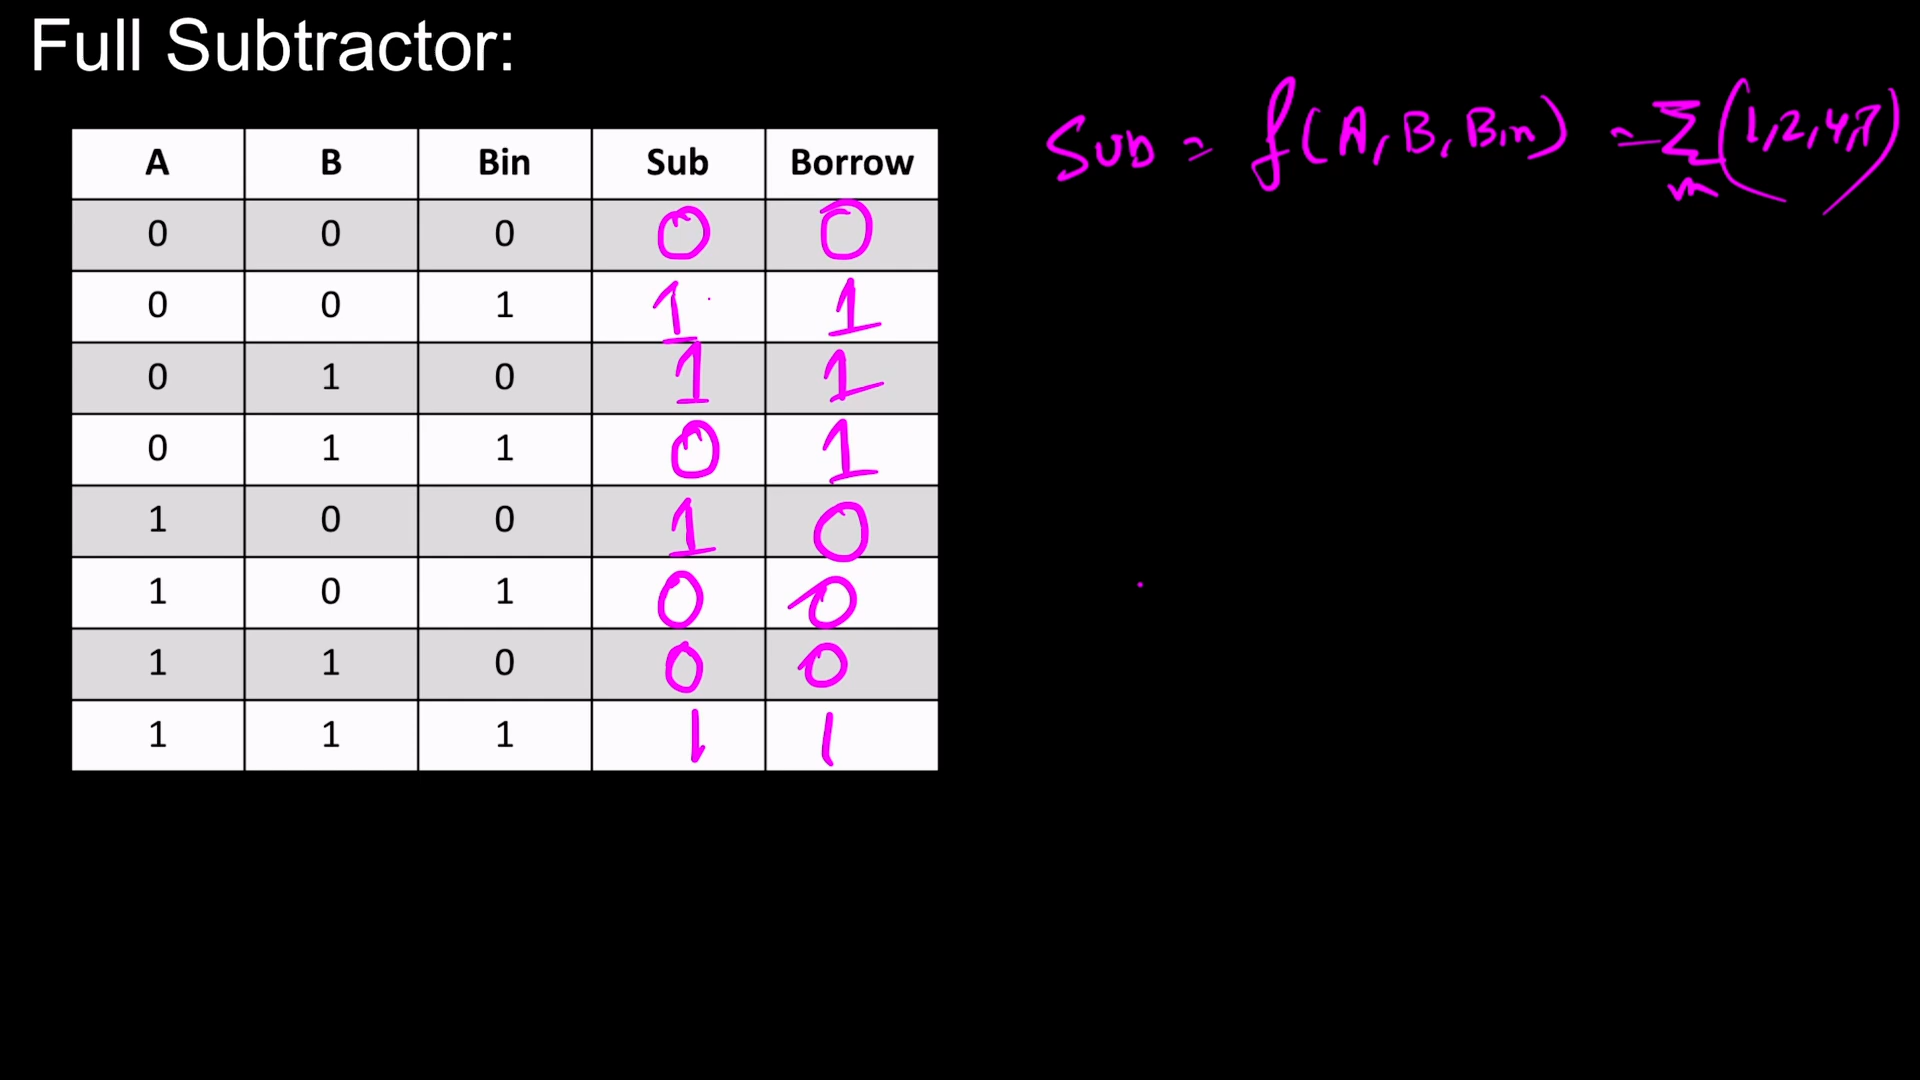 Full Subtractor:
Sub = f(A, B, Bin) = Σm(1,2,4,7)
A B Bin Sub Borrow
0 0 0 0 0
0 0 1 1 1
0 1 0 1 1
0 1 1 0 1
1 0 0 1 0
1 0 1 0 0
1 1 0 0 0
1 1 1 1 1